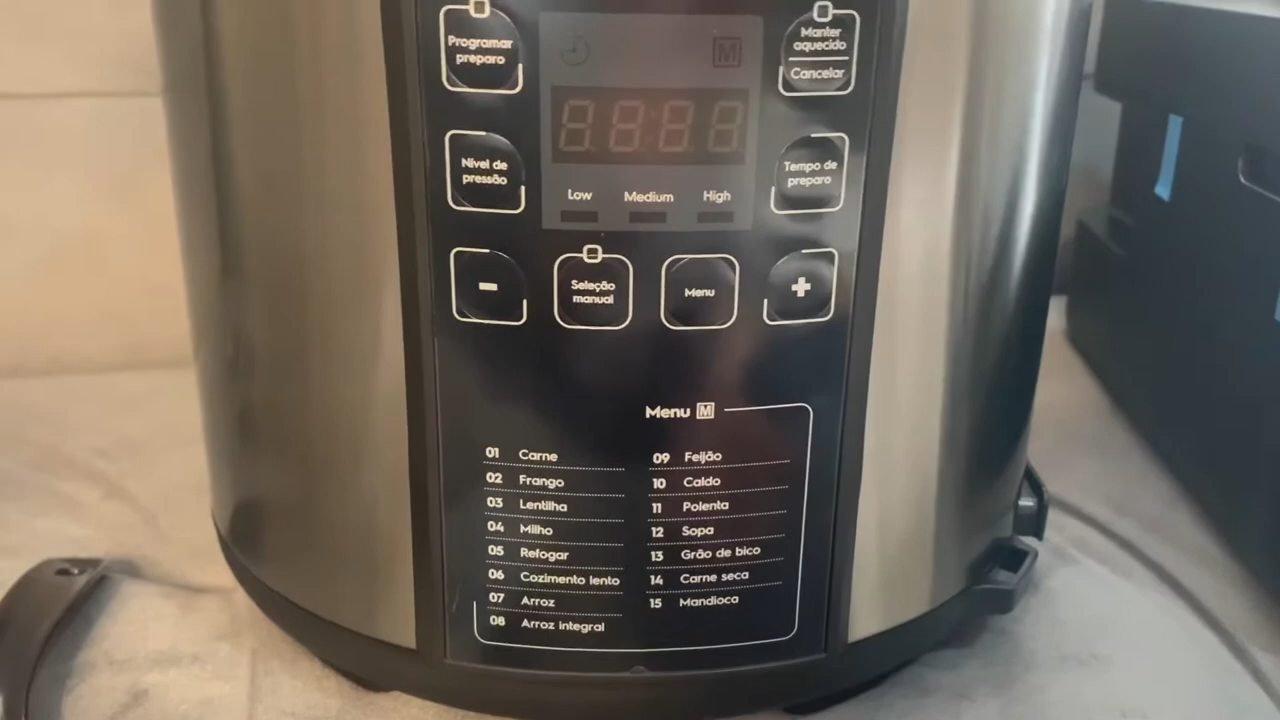 Programar
preparo
M
Manter
aquecido
Cancelar
Nível de
pressão
88:88
Low Medium High
Tempo de
preparo
-
Seleção
manual
Menu
+
Menu M
01 Carne
02 Frango
03 Lentilha
04 Milho
05 Refogar
06 Cozimento lento
07 Arroz
08 Arroz integral
09 Feijão
10 Caldo
11 Polenta
12 Sopa
13 Grão de bico
14 Carne seca
15 Mandioca